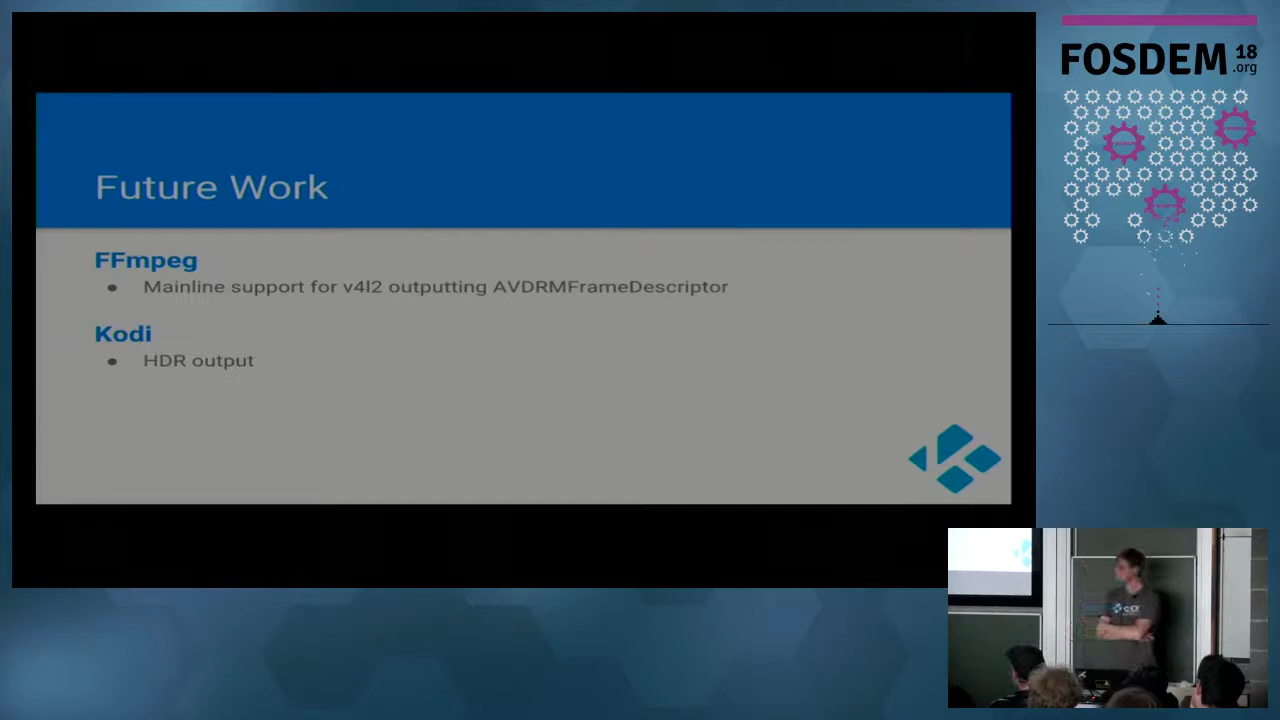 Future Work
FFmpeg
● Mainline support for v4l2 outputting AVDRMFrameDescriptor
Kodi
● HDR output
FOSDEM 18
.org